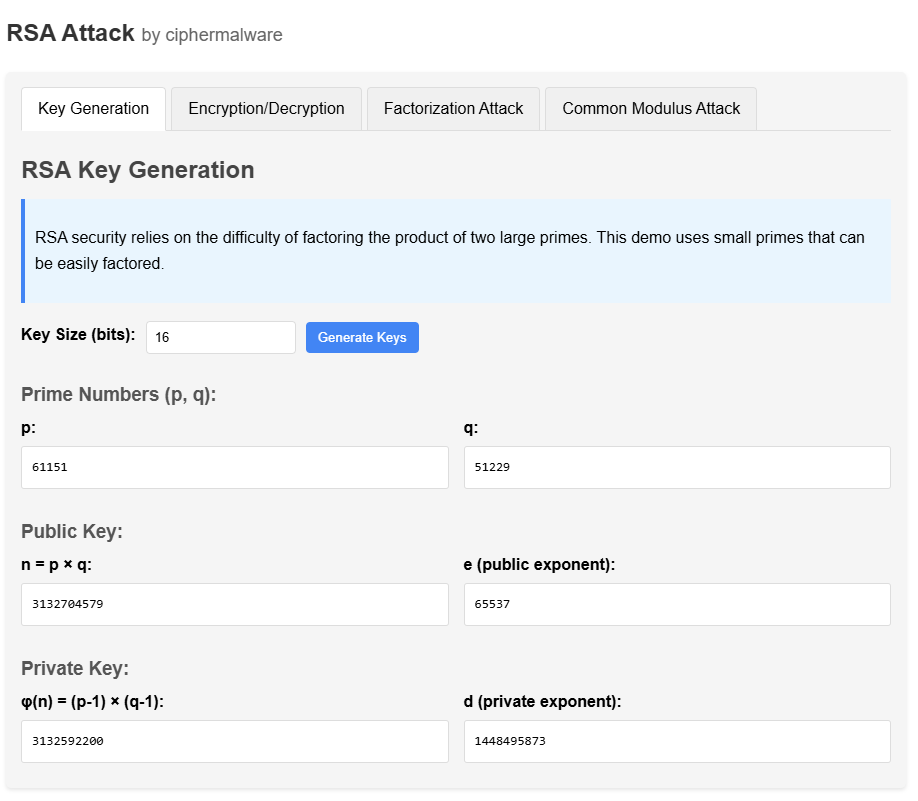 RSA Attack by ciphermalware
Key Generation
Encryption/Decryption
Factorization Attack
Common Modulus Attack
RSA Key Generation
RSA security relies on the difficulty of factoring the product of two large primes. This demo uses small primes that can
be easily factored.
Key Size (bits):
16
Generate Keys
Prime Numbers (p, q):
p:
q:
61151
51229
Public Key:
n = p × q:
e (public exponent):
3132704579
65537
Private Key:
φ(n) = (p-1) × (q-1):
d (private exponent):
3132592200
1448495873